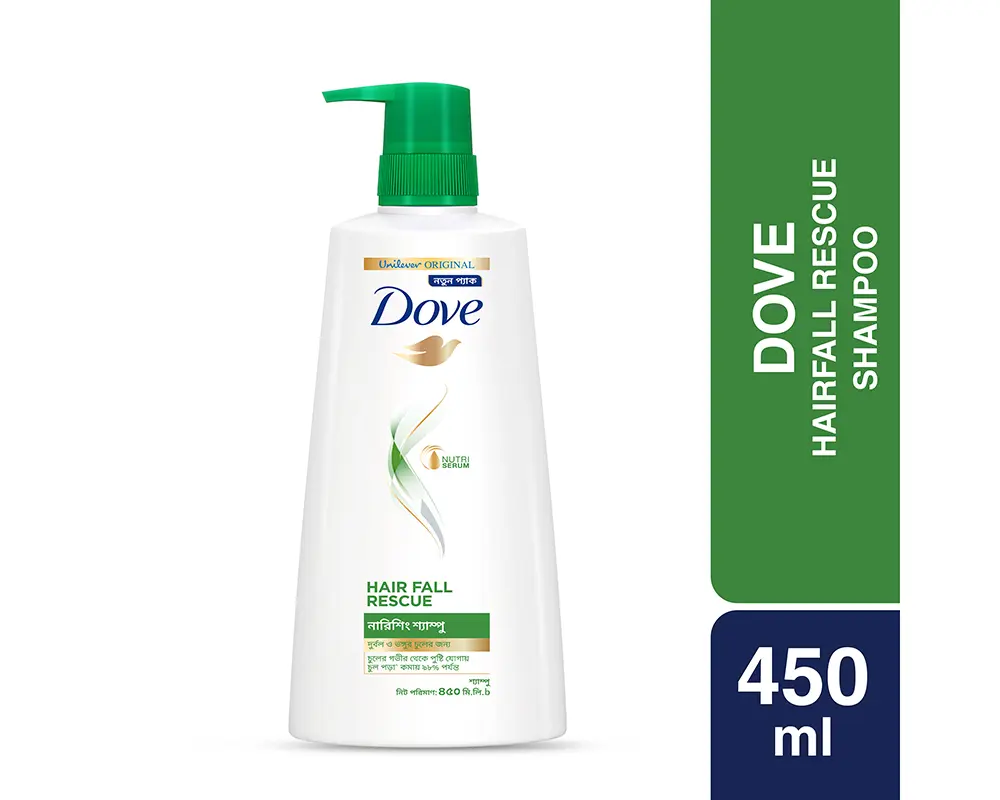 Unilever ORIGINAL
নতুন প্যাক
Dove
NUTRI
SERUM
HAIR FALL
RESCUE
নারিশিং শ্যাম্পু
দুর্বল ও ভঙ্গুর চুলের জন্য
চুলের গভীর থেকে পুষ্টি যোগায়
চুল পড়া* কমায় ৯৮% পর্যন্ত
শ্যাম্পু
নিট পরিমাণ: ৪৫০ মি.লি.b
DOVE
HAIRFALL RESCUE
SHAMPOO
450
ml